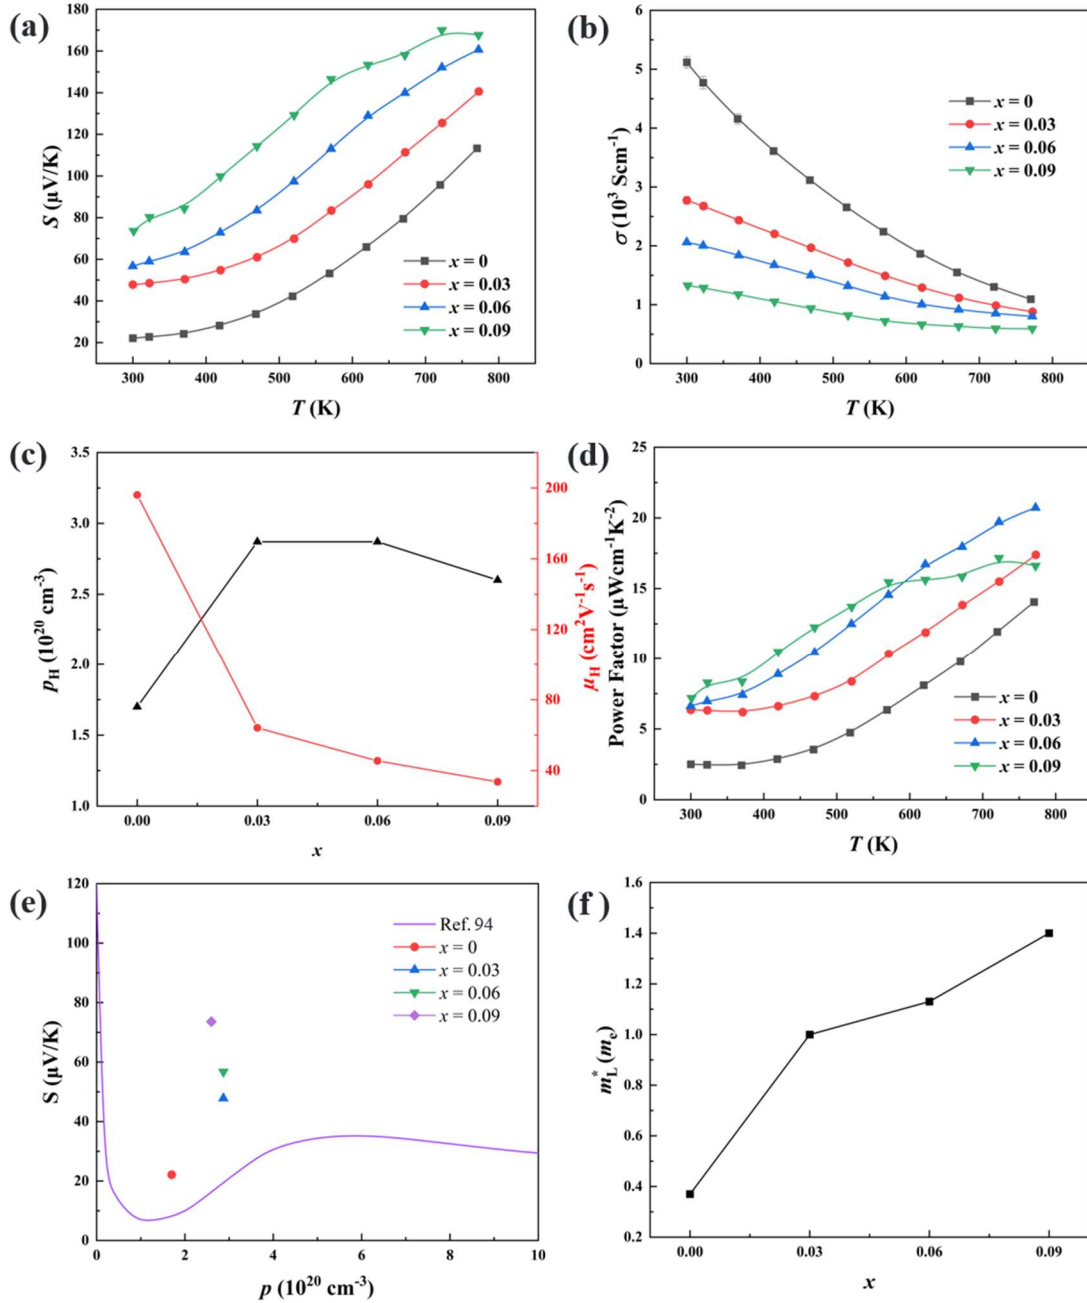 (a)
180
160
140
120
100
80
60
40
20
S (μV/K)
x = 0
x = 0.03
x = 0.06
x = 0.09
300 400 500 600 700 800
T (K)
(b)
6
5
4
3
2
1
0
σ (10³ Scm⁻¹)
x = 0
x = 0.03
x = 0.06
x = 0.09
300 400 500 600 700 800
T (K)
(c)
3.5
3.0
2.5
2.0
1.5
1.0
p_H (10²⁰ cm⁻³)
200
160
120
80
40
μ_H (cm²V⁻¹s⁻¹)
0.00 0.03 0.06 0.09
x
(d)
25
20
15
10
5
0
Power Factor (μWcm⁻¹K⁻²)
x = 0
x = 0.03
x = 0.06
x = 0.09
300 400 500 600 700 800
T (K)
(e)
120
100
80
60
40
20
0
S (μV/K)
Ref. 94
x = 0
x = 0.03
x = 0.06
x = 0.09
0 2 4 6 8 10
p (10²⁰ cm⁻³)
(f)
1.6
1.4
1.2
1.0
0.8
0.6
0.4
0.2
m*_L (m_e)
0.00 0.03 0.06 0.09
x